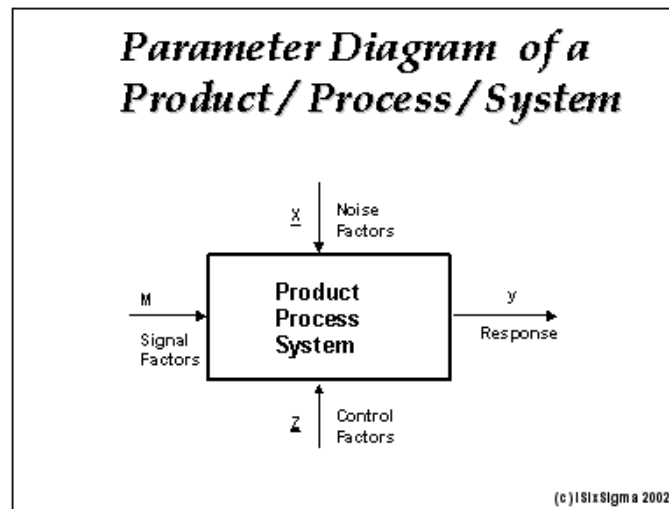 Parameter Diagram of a
Product / Process / System
X
Noise
Factors
M
Signal
Factors
Product
Process
System
y
Response
Z
Control
Factors
(c) ISixSigma 2002